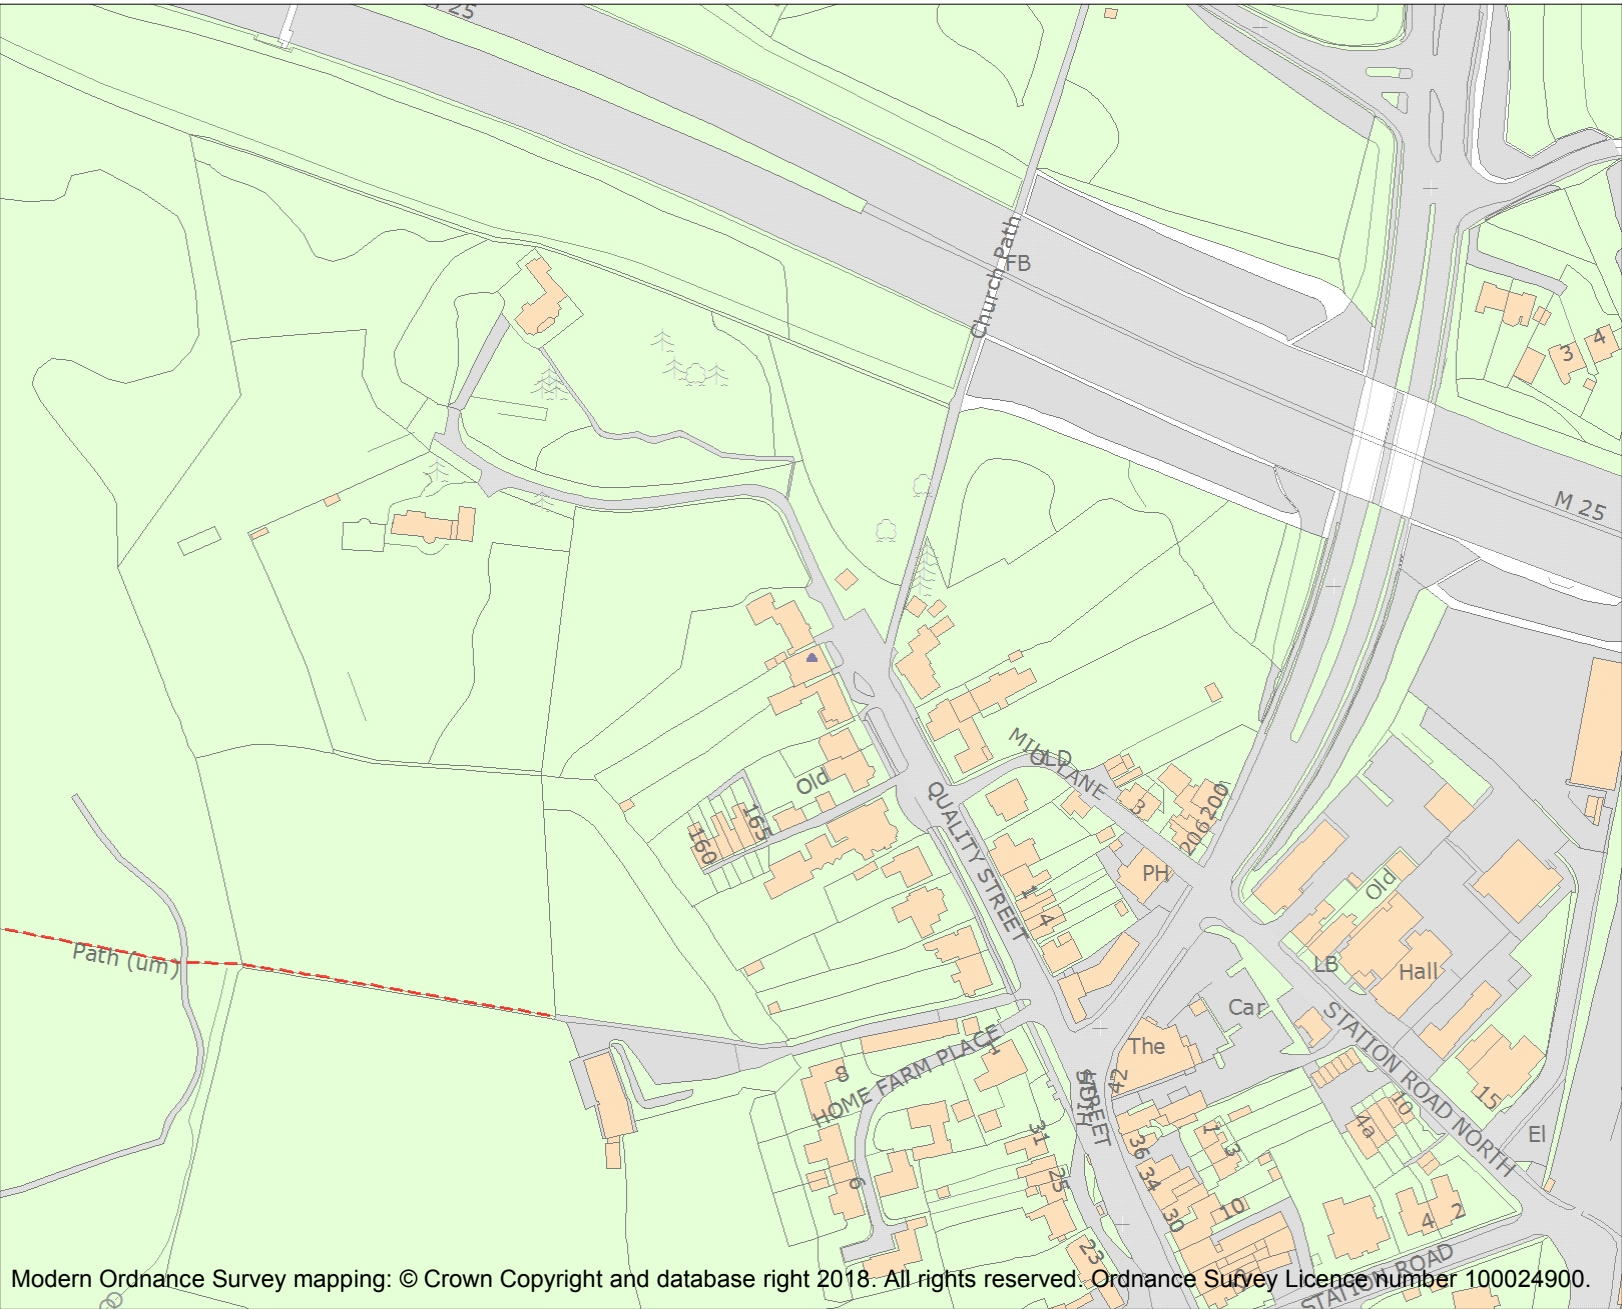 M 25
Church Path
FB
3
4
M 25
OLD
MILL LANE
3
200
206
Old
165
160
QUALITY STREET
PH
1
4
Old
LB
Hall
Path (um)
Car
The
STATION ROAD NORTH
1
8
HOME FARM PLACE
42
HIGH
STREET
10
4a
15
El
31
1
3
36
34
25
6
30
10
4
2
23
STATION ROAD
Modern Ordnance Survey mapping: © Crown Copyright and database right 2018. All rights reserved. Ordnance Survey Licence number 100024900.